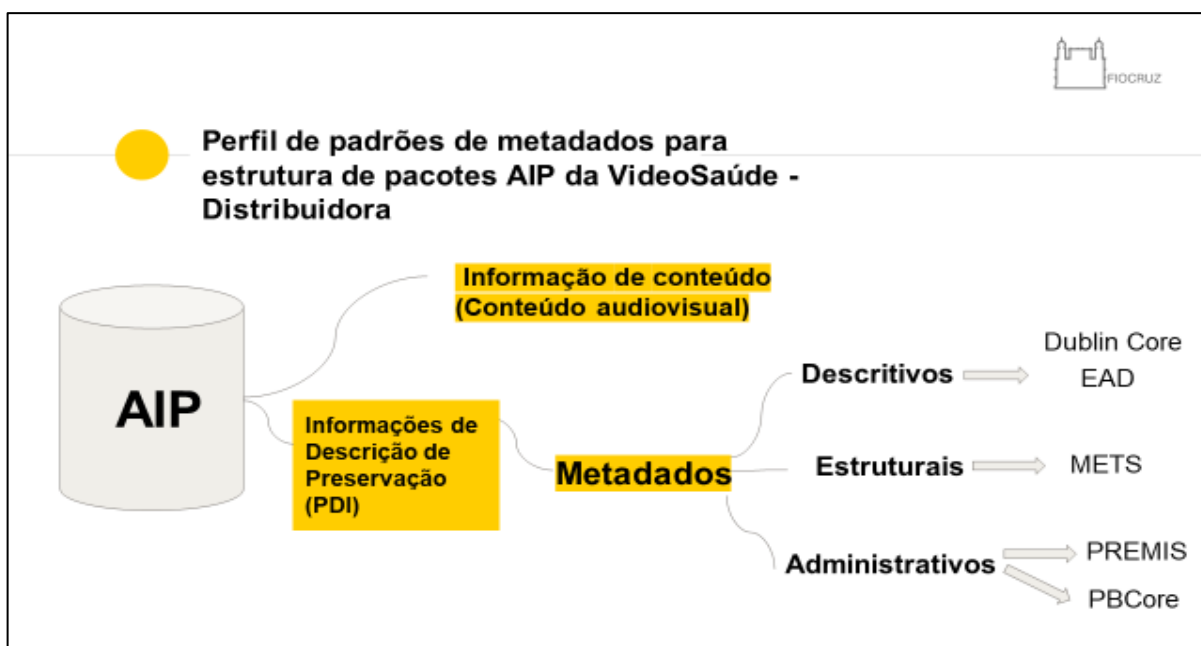 FIOCRUZ
Perfil de padrões de metadados para
estrutura de pacotes AIP da VideoSaúde -
Distribuidora
Informação de conteúdo
(Conteúdo audiovisual)
AIP
Informações de
Descrição de
Preservação
(PDI)
Metadados
Descritivos
Dublin Core
EAD
Estruturais
METS
Administrativos
PREMIS
PBCore